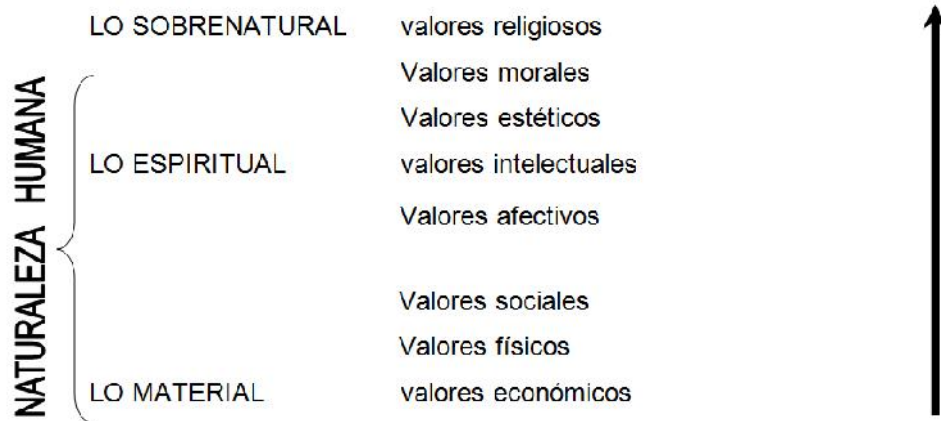 LO SOBRENATURAL valores religiosos
Valores morales
Valores estéticos
LO ESPIRITUAL valores intelectuales
Valores afectivos
Valores sociales
Valores físicos
LO MATERIAL valores económicos
NATURALEZA HUMANA